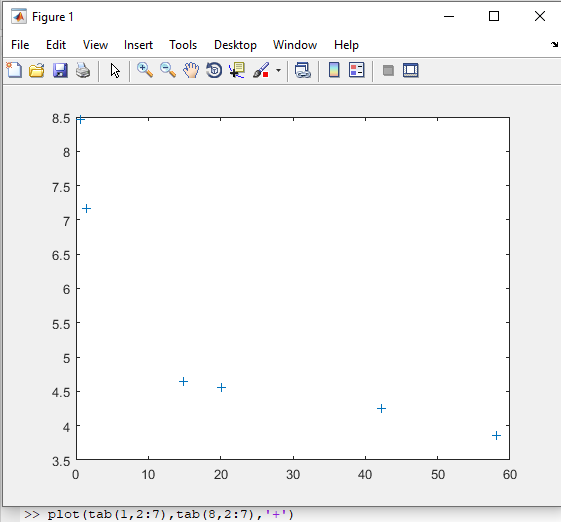 Figure 1
File Edit View Insert Tools Desktop Window Help
8.5
8
7.5
7
6.5
6
5.5
5
4.5
4
3.5
0 10 20 30 40 50 60
>> plot(tab(1,2:7),tab(8,2:7),'+')